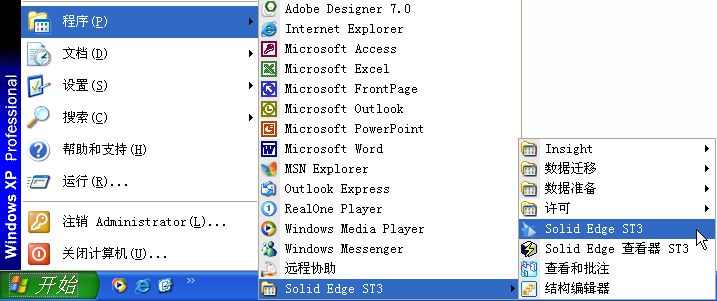 Windows XP Professional
程序(P)
文档(D)
设置(S)
搜索(C)
帮助和支持(H)
运行(R)...
注销 Administrator(L)...
关闭计算机(U)...
开始
Adobe Designer 7.0
Internet Explorer
Microsoft Access
Microsoft Excel
Microsoft FrontPage
Microsoft Outlook
Microsoft PowerPoint
Microsoft Word
MSN Explorer
Outlook Express
RealOne Player
Windows Media Player
Windows Messenger
远程协助
Solid Edge ST3
Insight
数据迁移
数据准备
许可
Solid Edge ST3
Solid Edge 查看器 ST3
查看和批注
结构编辑器